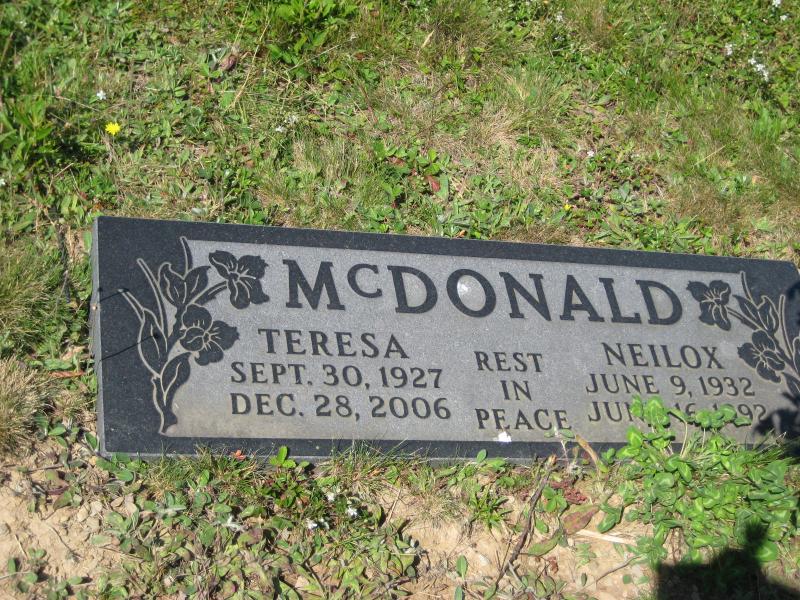 McDONALD
TERESA
SEPT. 30, 1927
DEC. 28, 2006
REST
IN
PEACE
NEILOX
JUNE 9, 1932